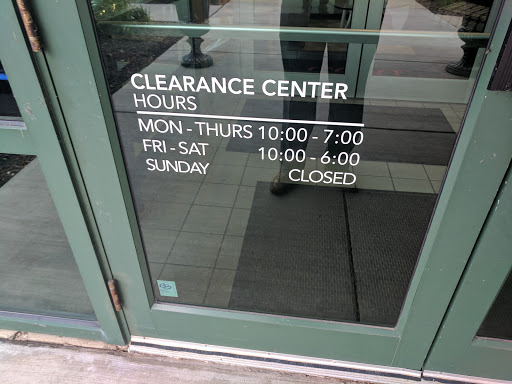 CLEARANCE CENTER
HOURS
MON - THURS 10:00 - 7:00
FRI - SAT 10:00 - 6:00
SUNDAY CLOSED